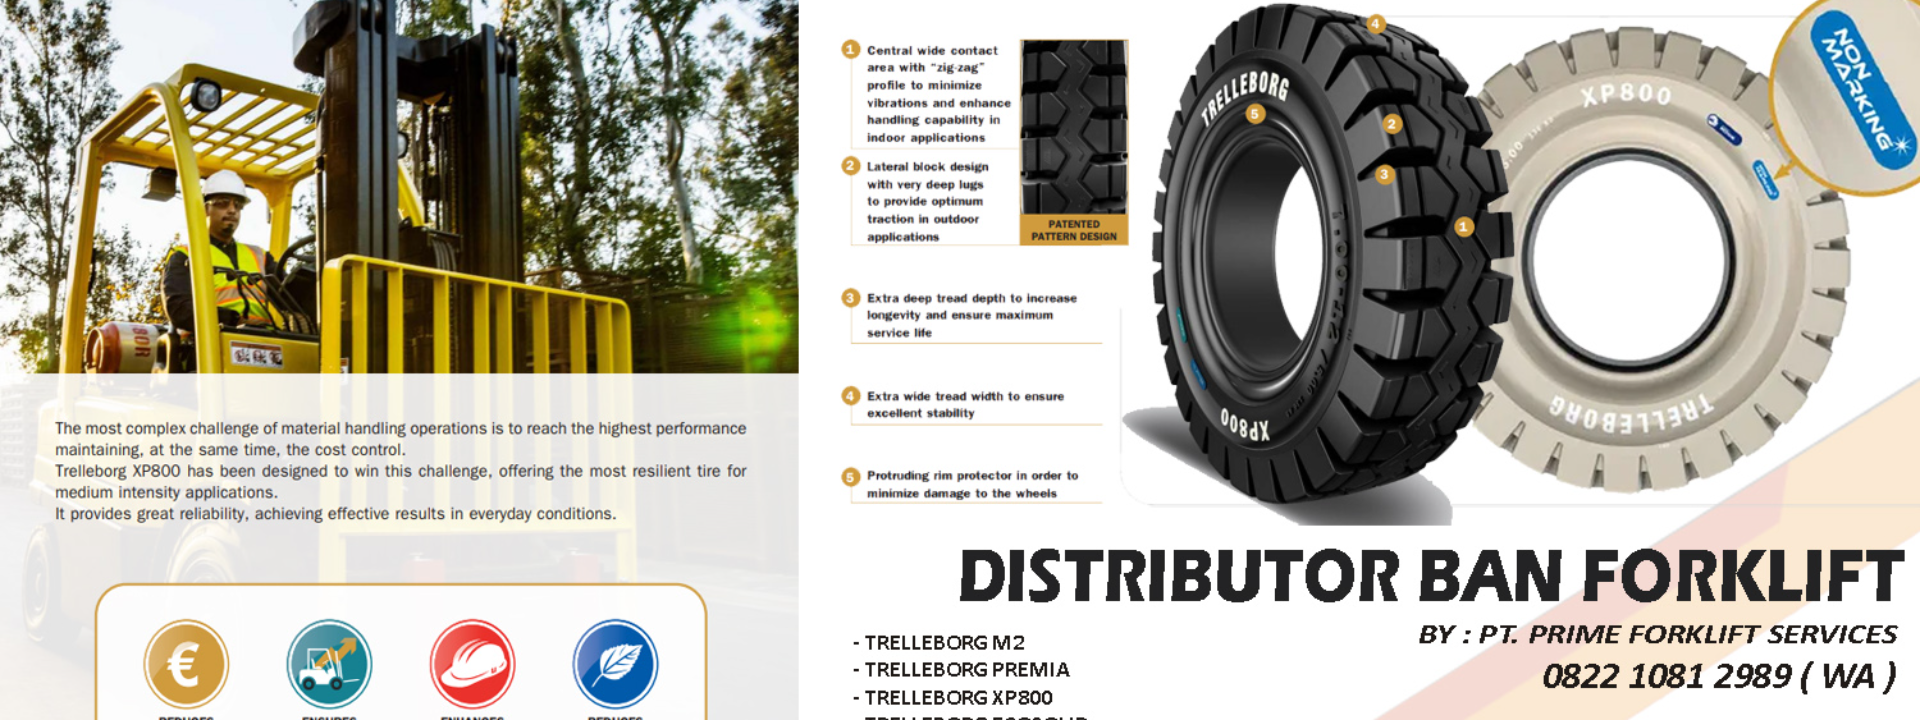 The most complex challenge of material handling operations is to reach the highest performance
maintaining, at the same time, the cost control.
Trelleborg XP800 has been designed to win this challenge, offering the most resilient tire for
medium intensity applications.
It provides great reliability, achieving effective results in everyday conditions.
€
1 Central wide contact
area with "zig-zag"
profile to minimize
vibrations and enhance
handling capability in
indoor applications
2 Lateral block design
with very deep lugs
to provide optimum
traction in outdoor
applications
PATENTED
PATTERN DESIGN
3 Extra deep tread depth to increase
longevity and ensure maximum
service life
4 Extra wide tread width to ensure
excellent stability
5 Protruding rim protector in order to
minimize damage to the wheels
TRELLEBORG
XP800
4
5
2
3
1
XP800
TRELLEBORG
NON
MARKING
DISTRIBUTOR BAN FORKLIFT
BY : PT. PRIME FORKLIFT SERVICES
0822 1081 2989 ( WA )
- TRELLEBORG M2
- TRELLEBORG PREMIA
- TRELLEBORG XP800